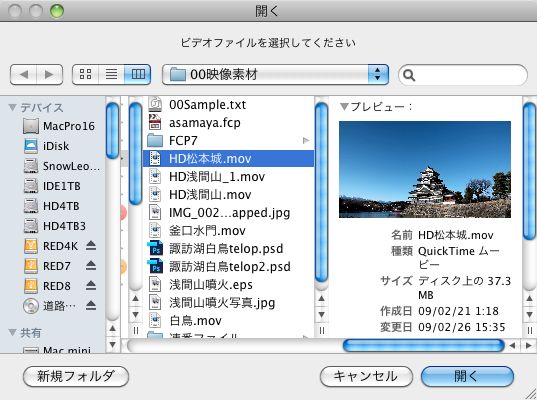 開く
ビデオファイルを選択してください
00映像素材
デバイス
MacPro16
iDisk
SnowLeo...
IDE1TB
HD4TB
HD4TB3
RED4K
RED7
RED8
道路…
共有
Mac mini
00Sample.txt
asamaya.fcp
FCP7
HD松本城.mov
HD浅間山_1.mov
HD浅間山.mov
IMG_002...apped.jpg
釜口水門.mov
諏訪湖白鳥telop.psd
諏訪湖白鳥telop2.psd
浅間山噴火.eps
浅間山噴火写真.jpg
白鳥.mov
連番ファイル
プレビュー：
名前 HD松本城.mov
種類 QuickTime ムー
ビー
サイズ ディスク上の 37.3
MB
作成日 09/02/21 1:18
変更日 09/02/26 15:35
新規フォルダ
キャンセル
開く